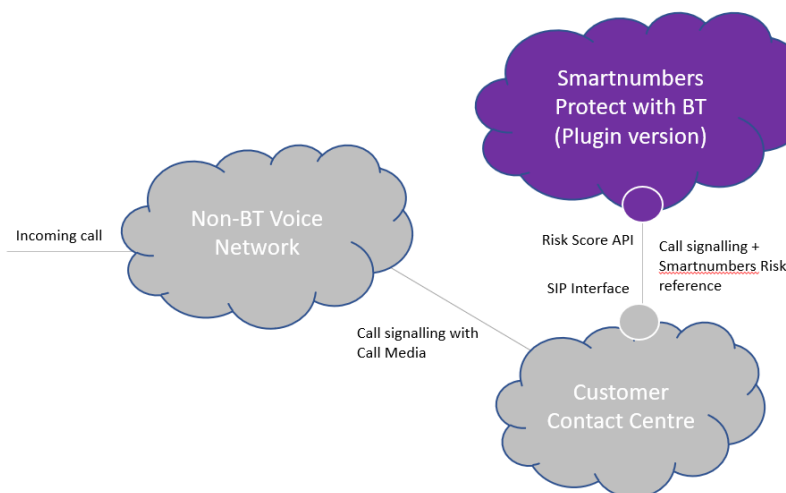 Smartnumbers
Protect with BT
(Plugin version)
Non-BT Voice
Network
Incoming call
Risk Score API
Call signalling +
Smartnumbers Risk
reference
SIP Interface
Call signalling with
Call Media
Customer
Contact Centre